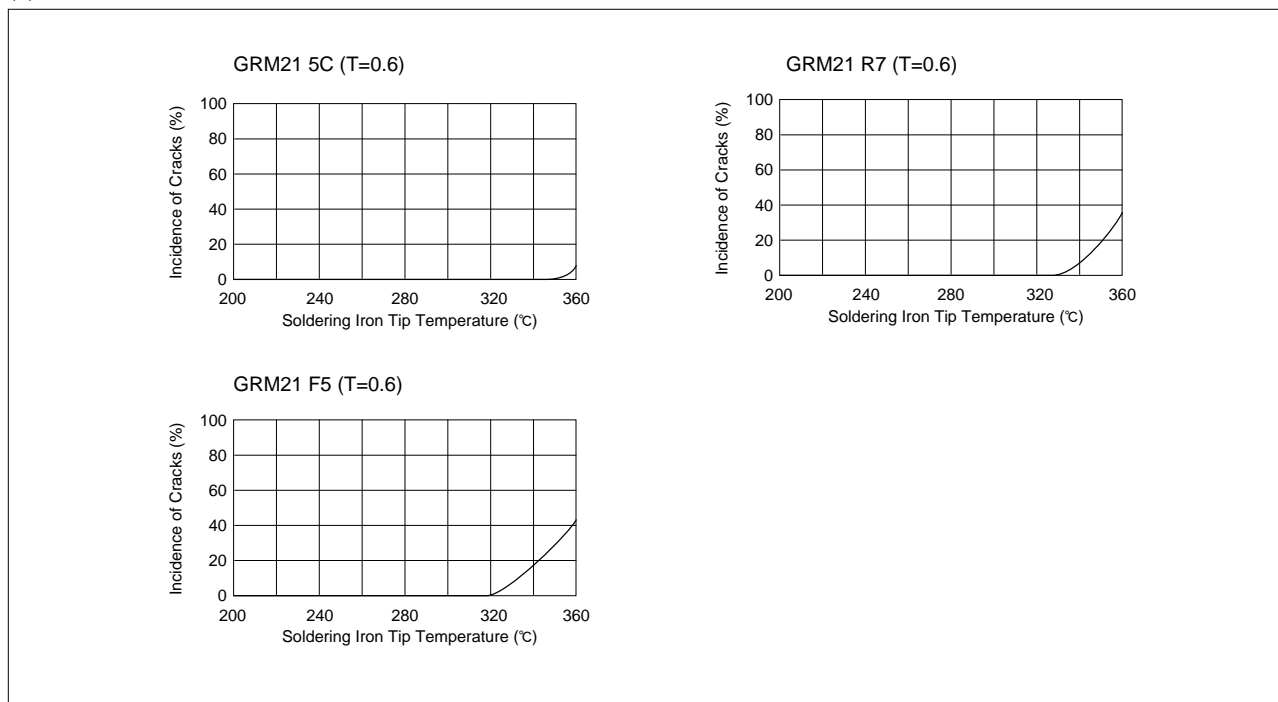 GRM21 5C (T=0.6)
Incidence of Cracks (%)
100
80
60
40
20
0
200 240 280 320 360
Soldering Iron Tip Temperature (℃)
GRM21 R7 (T=0.6)
Incidence of Cracks (%)
100
80
60
40
20
0
200 240 280 320 360
Soldering Iron Tip Temperature (℃)
GRM21 F5 (T=0.6)
Incidence of Cracks (%)
100
80
60
40
20
0
200 240 280 320 360
Soldering Iron Tip Temperature (℃)